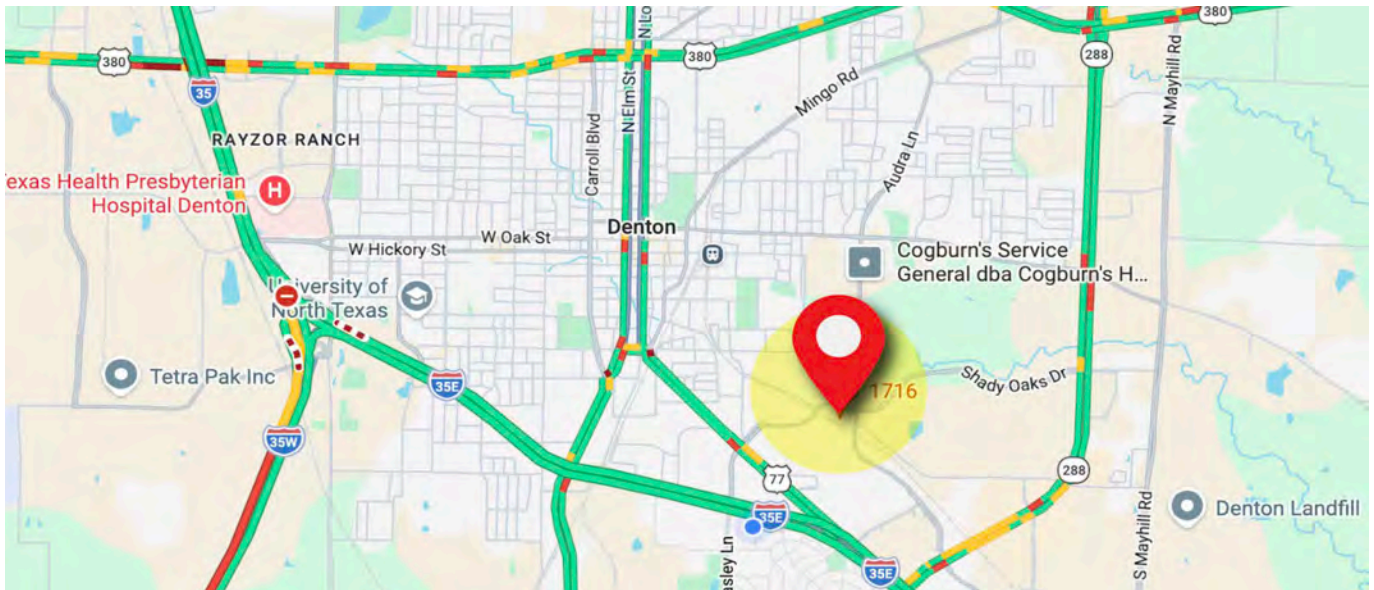 380
380
380
288
35
RAYZOR RANCH
N Elm St
N Lo
Mingo Rd
N Mayhill Rd
Carroll Blvd
Audra Ln
exas Health Presbyterian
Hospital Denton
H
W Hickory St
W Oak St
Denton
Cogburn's Service
General dba Cogburn's H...
University of
North Texas
Tetra Pak Inc
35E
1716
Shady Oaks Dr
35W
77
288
35E
S Mayhill Rd
Denton Landfill
asley Ln
35E